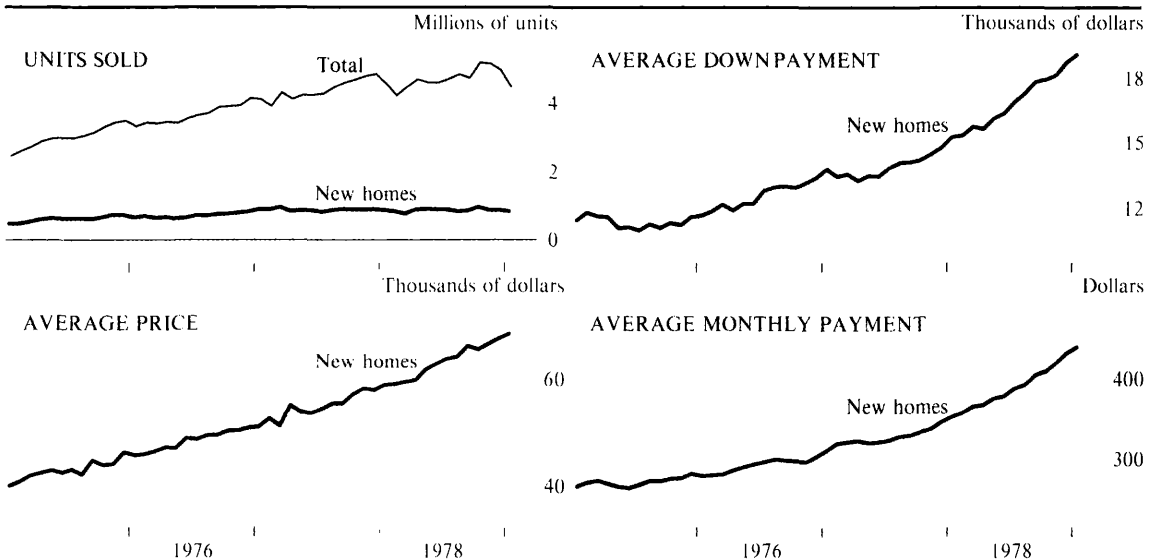 Millions of units
UNITS SOLD
Total
4
2
New homes
0
Thousands of dollars
AVERAGE DOWNPAYMENT
18
New homes
15
12
Thousands of dollars
AVERAGE PRICE
New homes
60
40
1976 1978
Dollars
AVERAGE MONTHLY PAYMENT
400
New homes
300
1976 1978